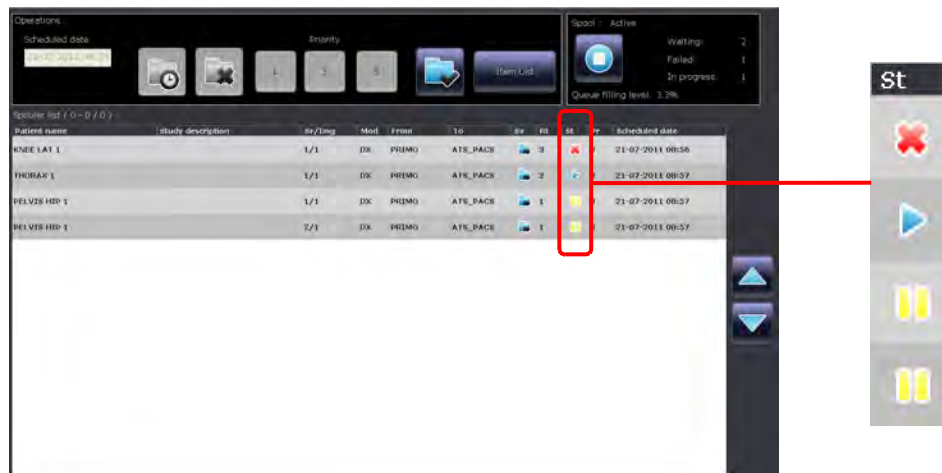 Operations
Scheduled date
Priority
Item List
Spool : Active
Waiting: 2
Failed: 1
In progress: 1
Queue filling level: 3.2%
Spooler list ( 0 - 0 / 0 )
Patient name Study description Sr/Img Mod From To Sv Rt St Pr Scheduled date
KNEE LAT 1 1/1 DX PRIMO ATS_PACS 3 21-07-2011 08:56
THORAX 1 1/1 DX PRIMO ATS_PACS 2 21-07-2011 08:57
PELVIS HIP 1 1/1 DX PRIMO ATS_PACS 1 21-07-2011 08:57
PELVIS HIP 1 2/1 DX PRIMO ATS_PACS 1 21-07-2011 08:57
St